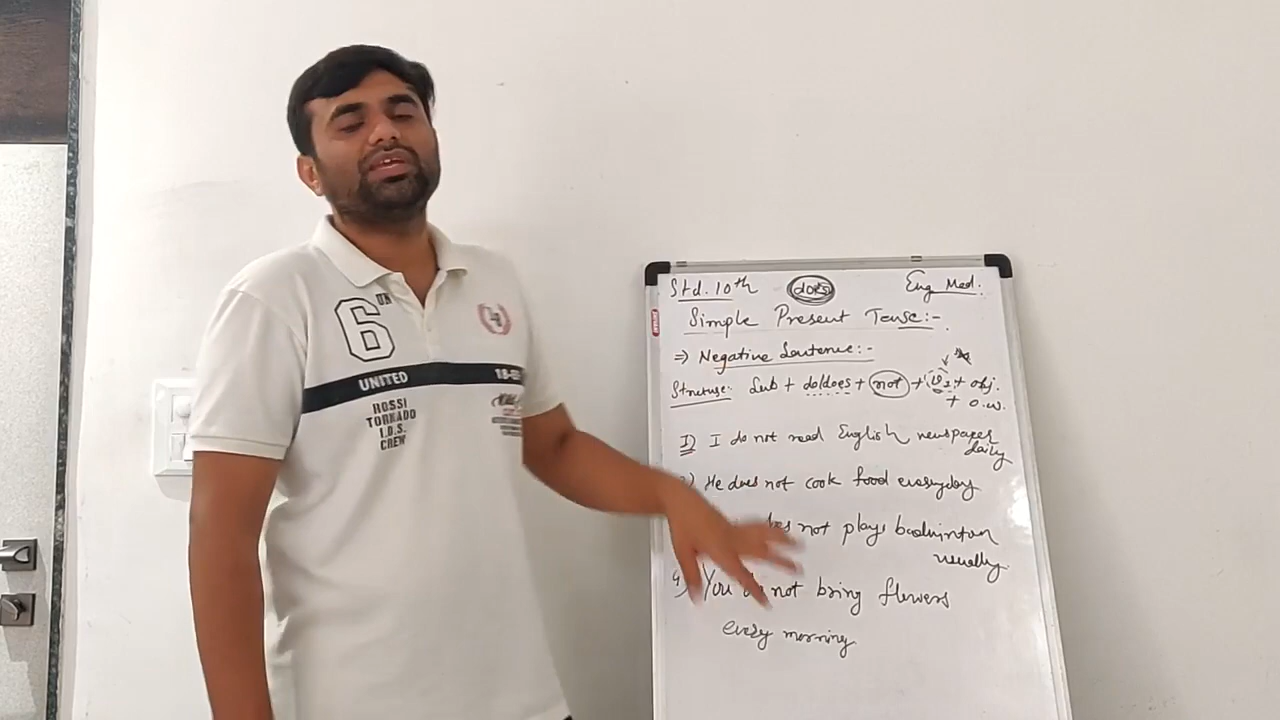 6
UN
UNITED
ROSSI
TORNADO
I.D.S.
CREW
Std. 10th does Eng Med.
Simple Present Tense:-
⇒ Negative Sentence:-
Structure: Sub + do/does + not + + obj.
+ O.W.
1) I do not read English newspaper
daily
He does not cook food everyday
not plays badminton
usually
4) You not bring flowers
every morning